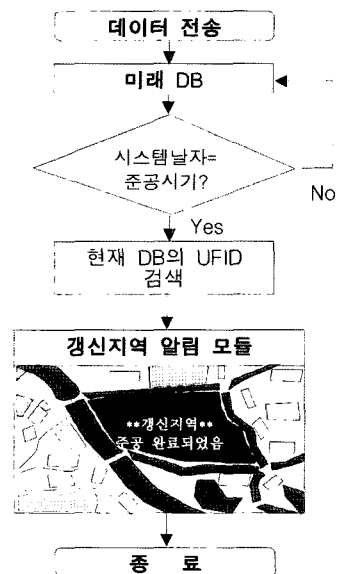 데이터 전송
미래 DB
시스템날자=
준공시기?
No
Yes
현재 DB의 UFID
검색
갱신지역 알림 모듈
**갱신지역**
준공 완료되었음
종 료